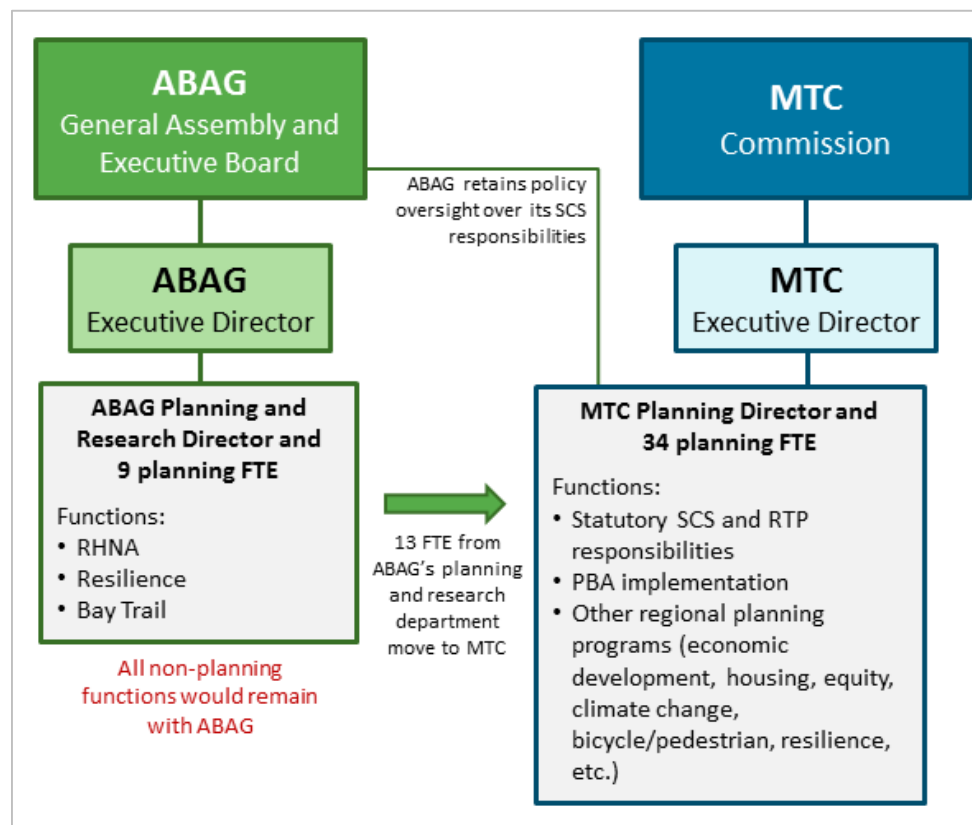 ABAG
General Assembly and
Executive Board
MTC
Commission
ABAG retains policy
oversight over its SCS
responsibilities
ABAG
Executive Director
MTC
Executive Director
ABAG Planning and
Research Director and
9 planning FTE
Functions:
• RHNA
• Resilience
• Bay Trail
All non-planning
functions would remain
with ABAG
13 FTE from
ABAG's planning
and research
department
move to MTC
MTC Planning Director and
34 planning FTE
Functions:
• Statutory SCS and RTP
responsibilities
• PBA implementation
• Other regional planning
programs (economic
development, housing, equity,
climate change,
bicycle/pedestrian, resilience,
etc.)